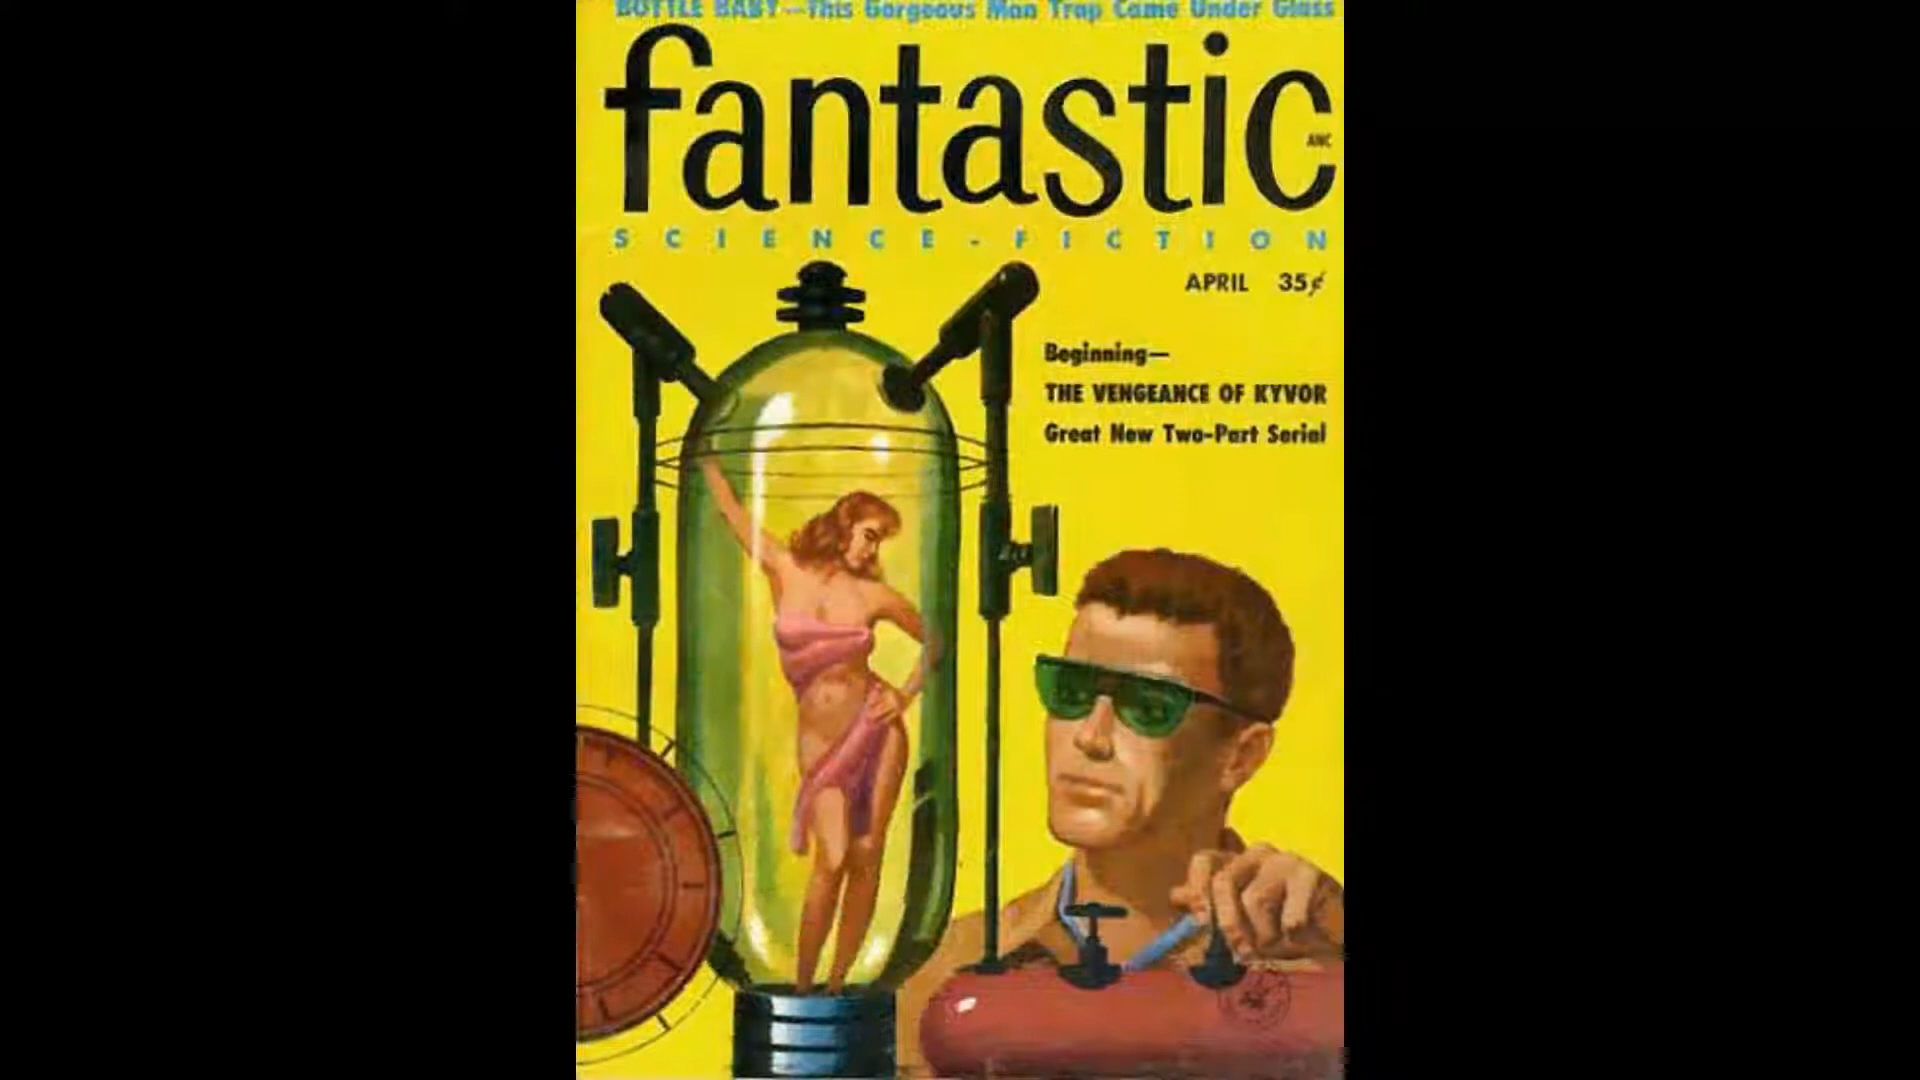 BOTTLE BABY—This Gorgeous Man Trap Came Under Glass
fantastic
ANC
SCIENCE-FICTION
APRIL 35¢
Beginning—
THE VENGEANCE OF KYVOR
Great New Two-Part Serial